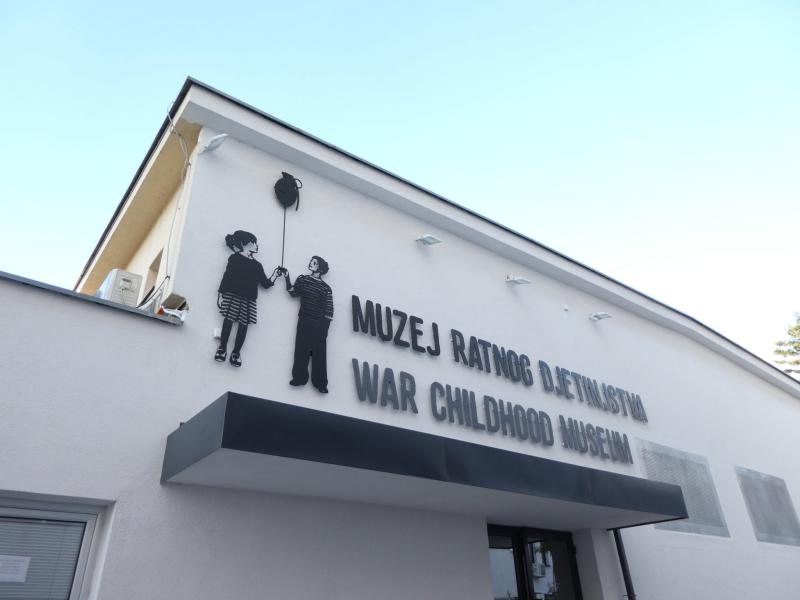 MUZEJ RATNOG DJETINJSTVA
WAR CHILDHOOD MUSEUM